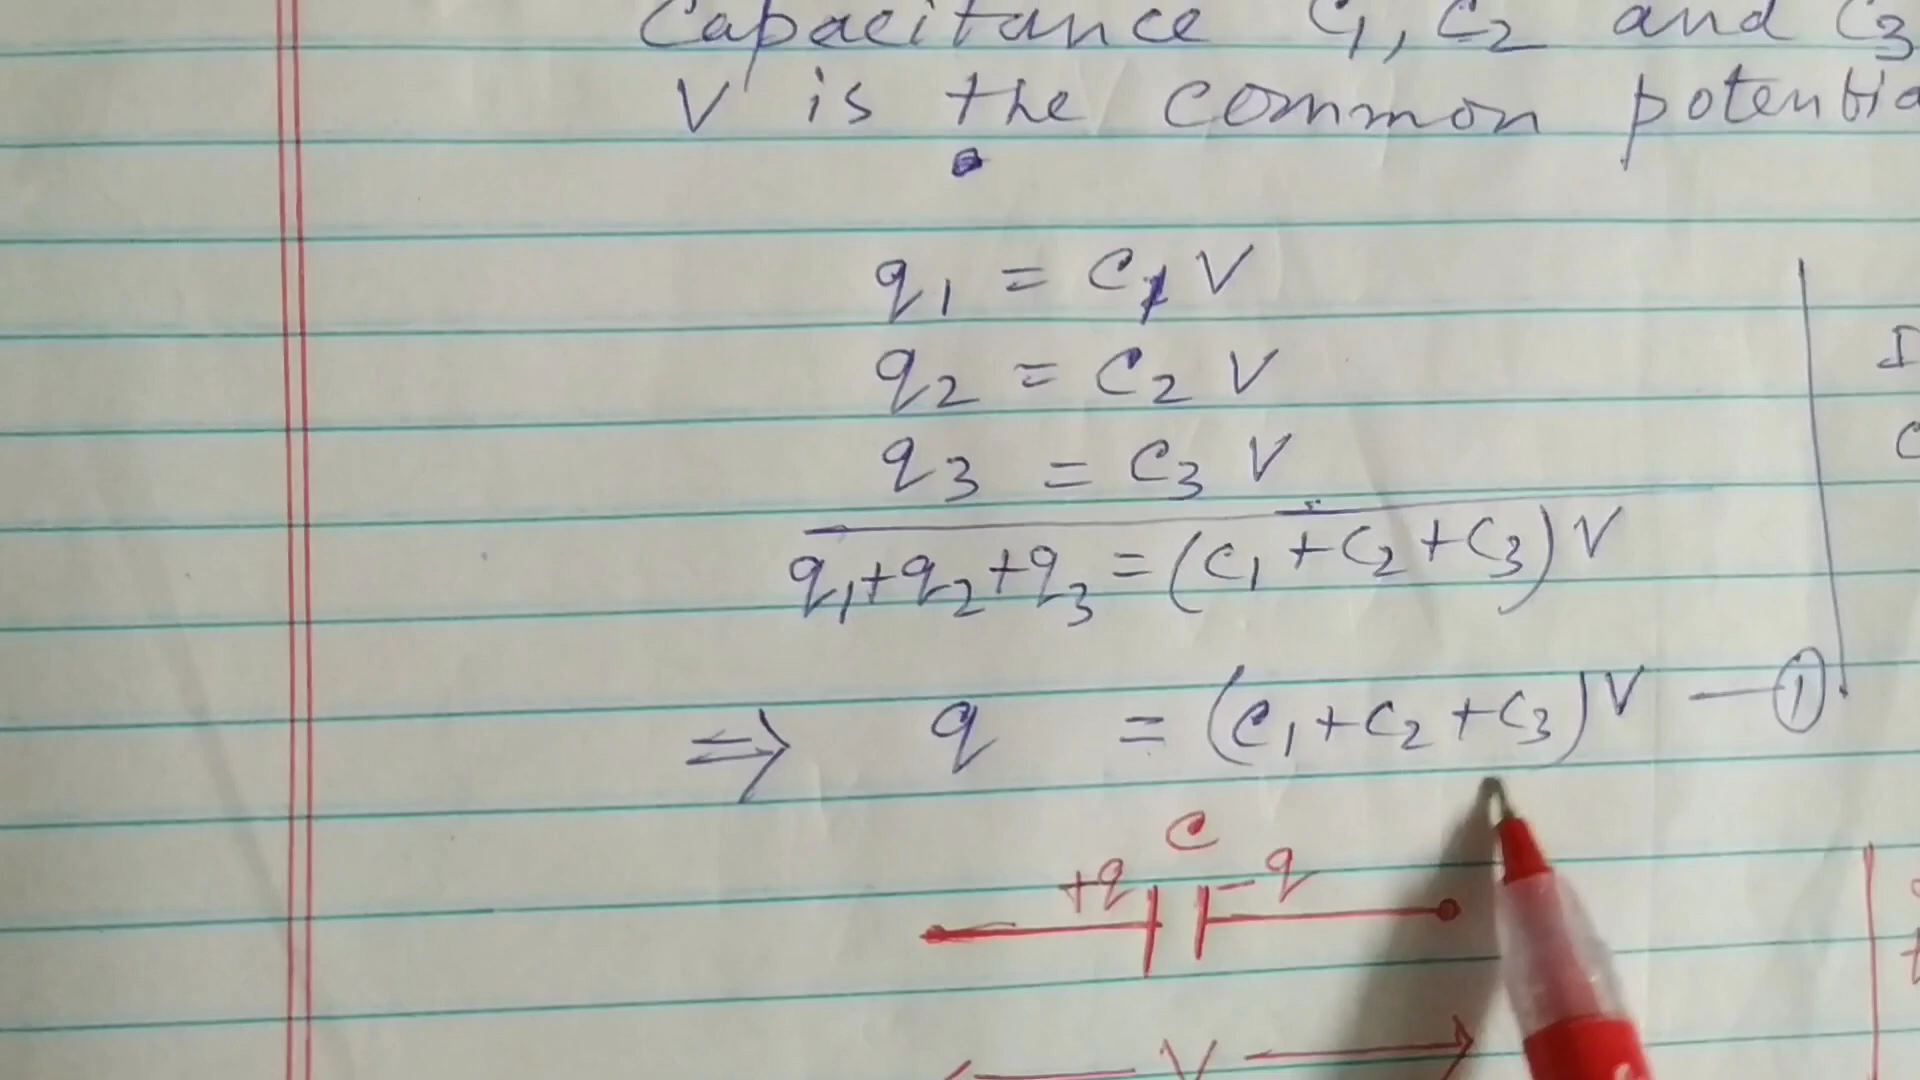 Capacitance C1, C2 and C3
V is the common
q1 = C1 V
q2 = C2 V
q3 = C3 V
q1+q2+q3 = (C1+C2+C3) V
⇒ q = (C1+C2+C3) V — ①
C
+q -q
V